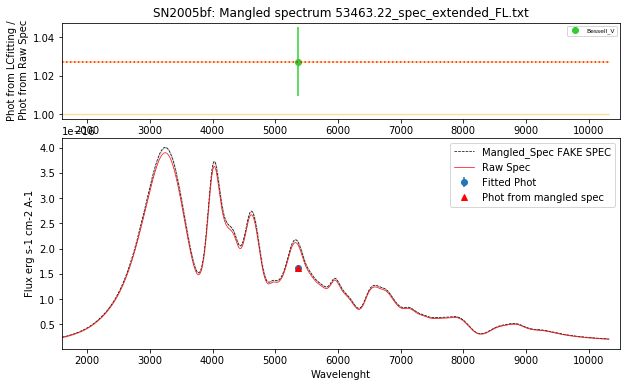 SN2005bf: Mangled spectrum 53463.22_spec_extended_FL.txt
Phot from LCfitting /
Phot from Raw Spec
1.04
1.02
1.00
Bessell_V
2000 3000 4000 5000 6000 7000 8000 9000 10000
1e−16
Flux erg s-1 cm-2 A-1
4.0
3.5
3.0
2.5
2.0
1.5
1.0
0.5
Mangled_Spec FAKE SPEC
Raw Spec
Fitted Phot
Phot from mangled spec
2000 3000 4000 5000 6000 7000 8000 9000 10000
Wavelenght